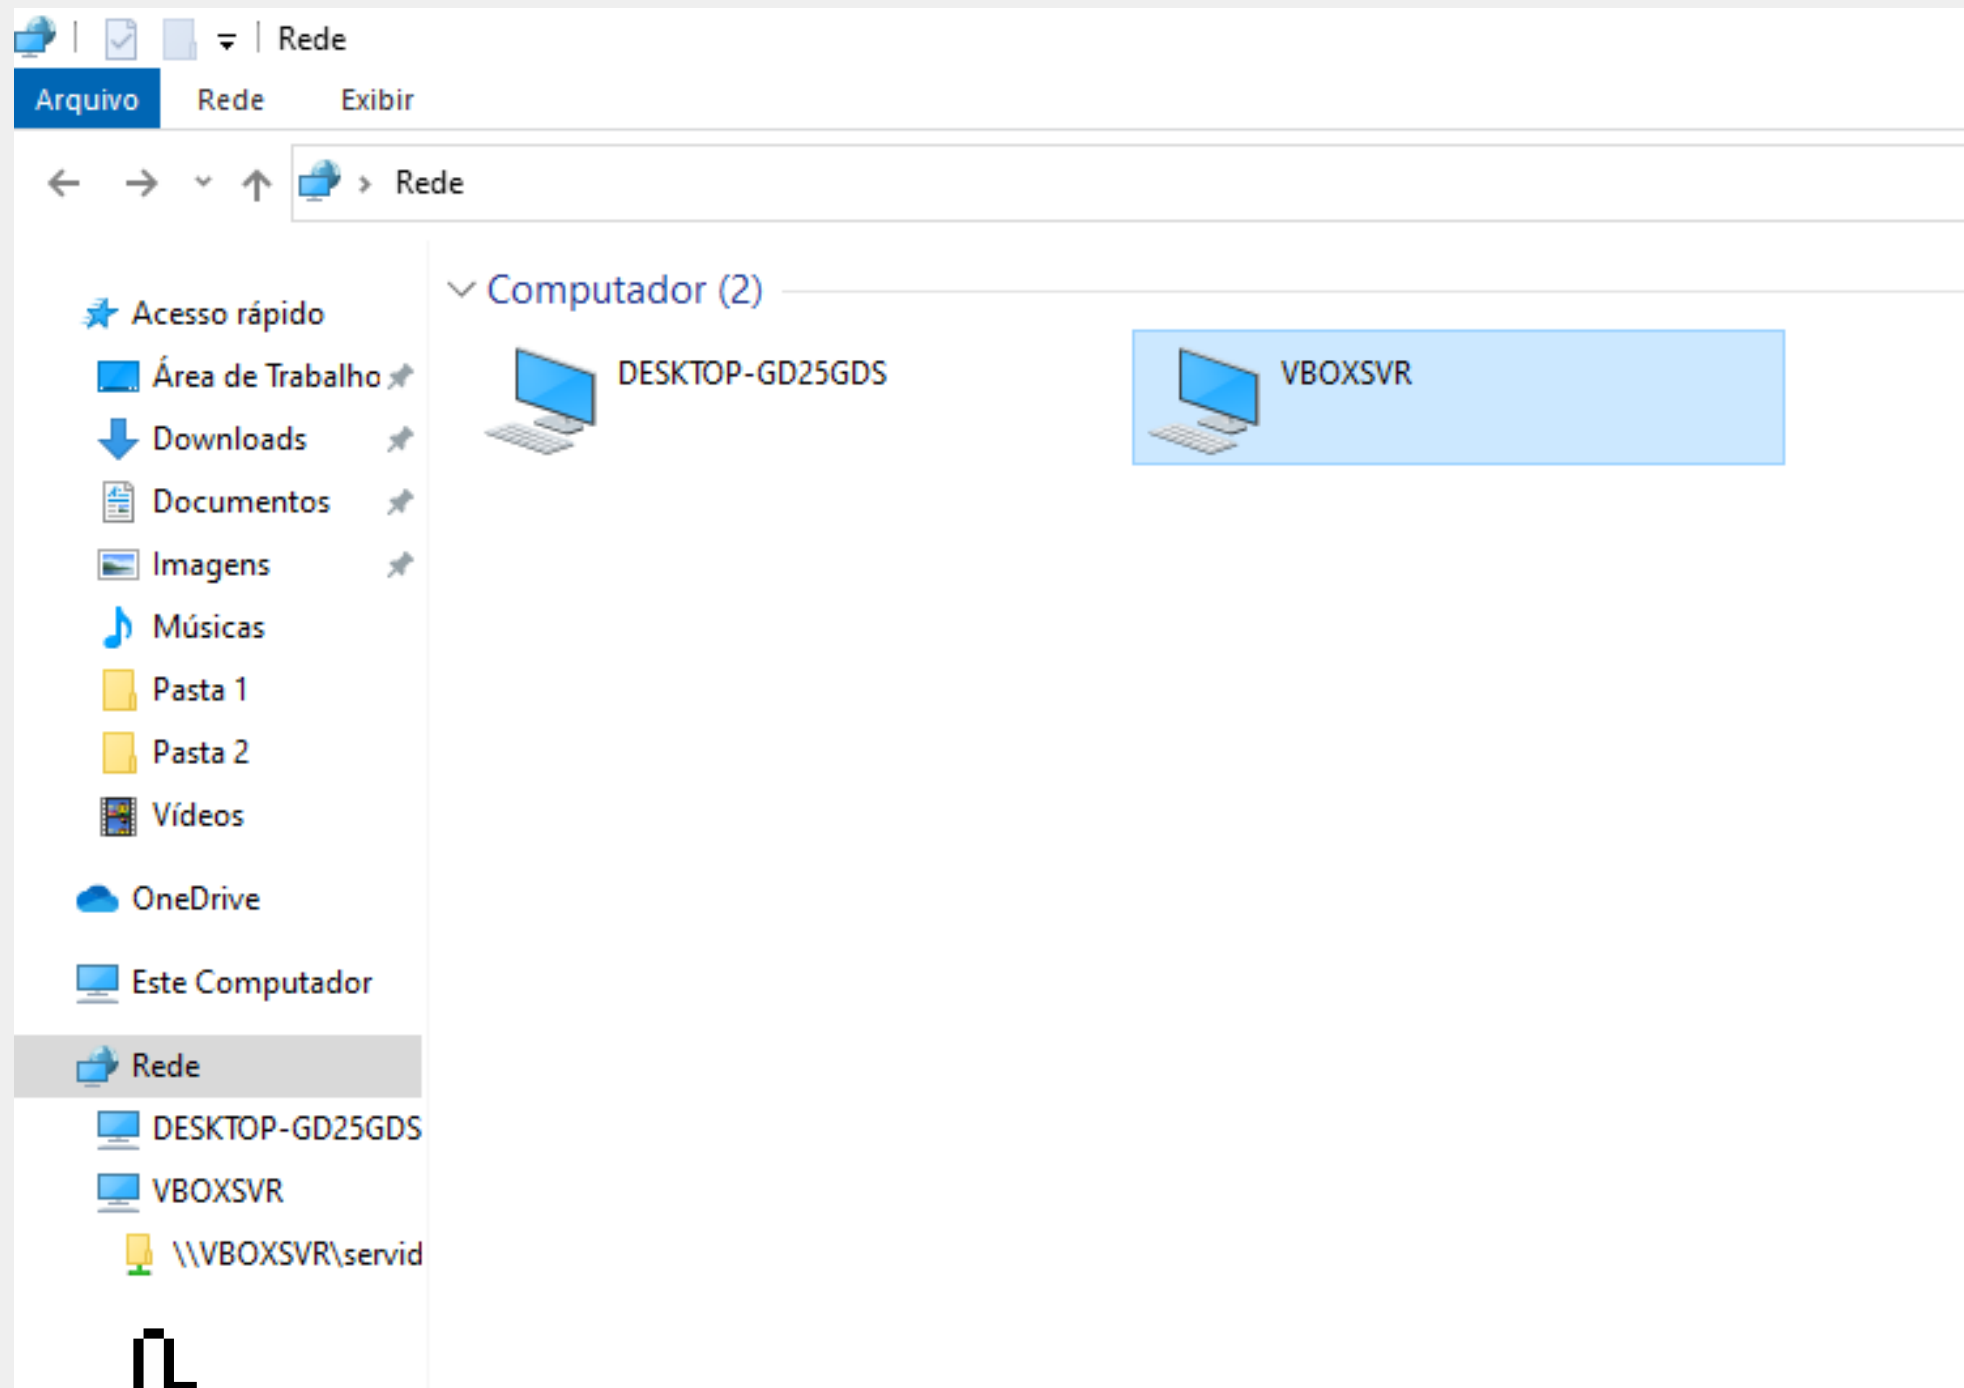 Rede
Arquivo Rede Exibir
Rede
Computador (2)
DESKTOP-GD25GDS VBOXSVR
Acesso rápido
Área de Trabalho
Downloads
Documentos
Imagens
Músicas
Pasta 1
Pasta 2
Vídeos
OneDrive
Este Computador
Rede
DESKTOP-GD25GDS
VBOXSVR
\\VBOXSVR\servid